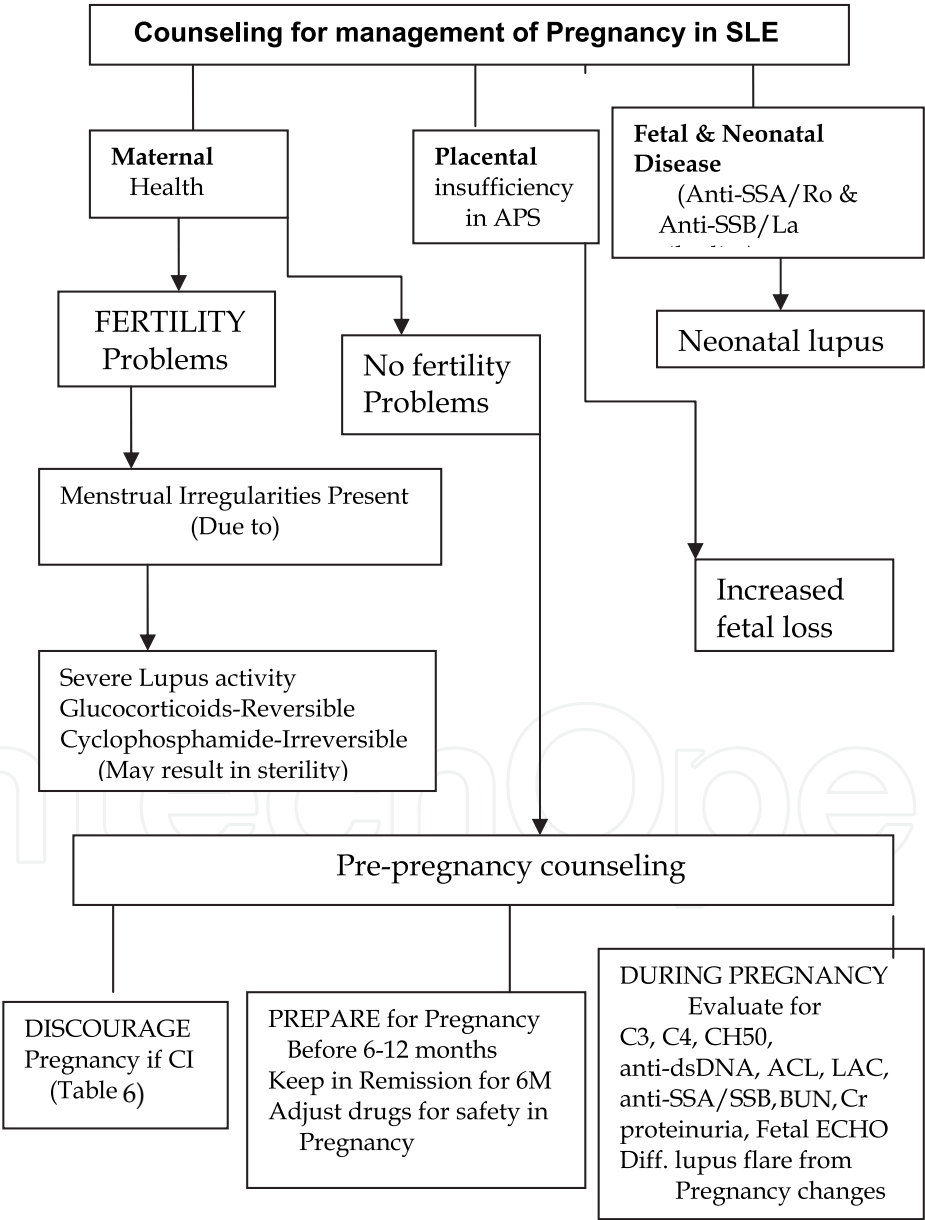 Counseling for management of Pregnancy in SLE
Maternal
Health
Placental
insufficiency
in APS
Fetal & Neonatal
Disease
(Anti-SSA/Ro &
Anti-SSB/La
FERTILITY
Problems
No fertility
Problems
Neonatal lupus
Menstrual Irregularities Present
(Due to)
Increased
fetal loss
Severe Lupus activity
Glucocorticoids-Reversible
Cyclophosphamide-Irreversible
(May result in sterility)
Pre-pregnancy counseling
DISCOURAGE
Pregnancy if CI
(Table 6)
PREPARE for Pregnancy
Before 6-12 months
Keep in Remission for 6M
Adjust drugs for safety in
Pregnancy
DURING PREGNANCY
Evaluate for
C3, C4, CH50,
anti-dsDNA, ACL, LAC,
anti-SSA/SSB, BUN, Cr
proteinuria, Fetal ECHO
Diff. lupus flare from
Pregnancy changes